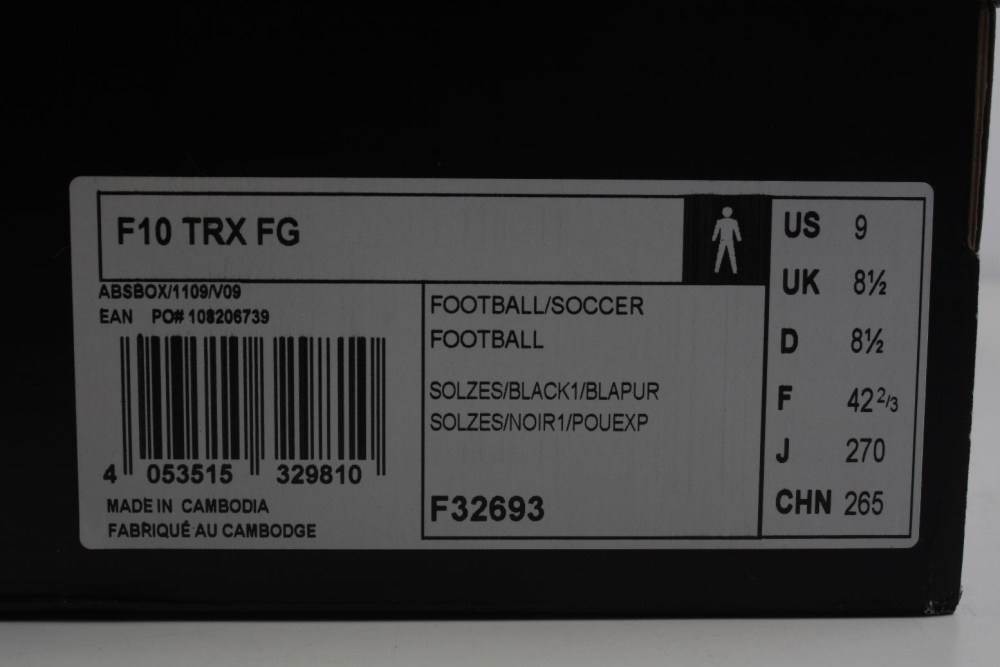 F10 TRX FG
ABSBOX/1109/V09
EAN PO# 108206739
4 053515 329810
MADE IN CAMBODIA
FABRIQUÉ AU CAMBODGE
FOOTBALL/SOCCER
FOOTBALL
SOLZES/BLACK1/BLAPUR
SOLZES/NOIR1/POUEXP
F32693
US 9
UK 8½
D 8½
F 42 2/3
J 270
CHN 265